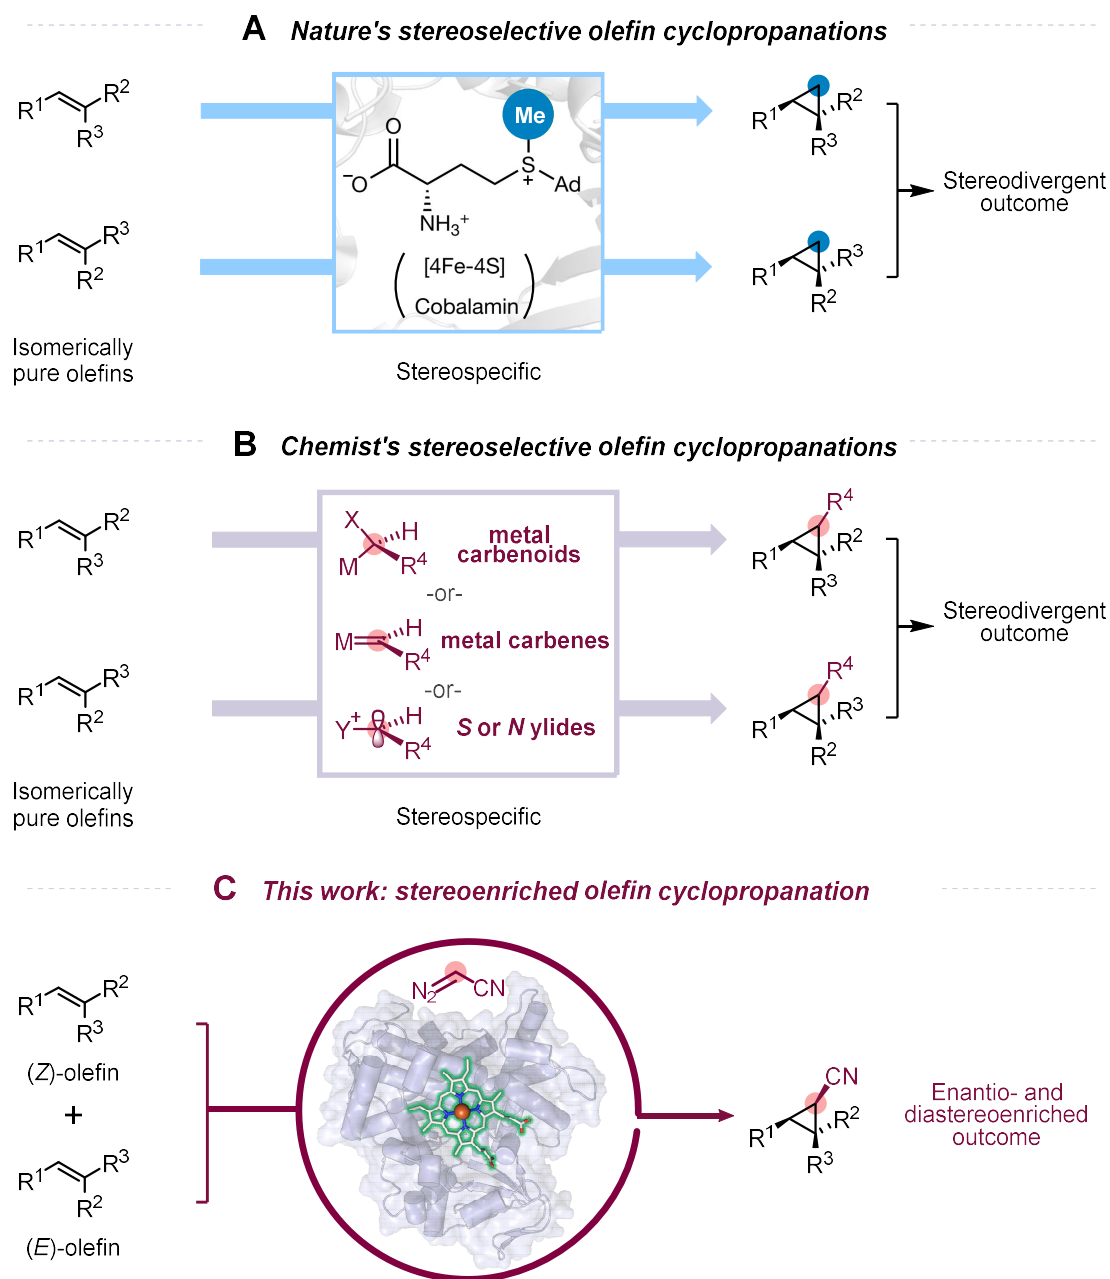 A Nature's stereoselective olefin cyclopropanations
R1 R2
R3
R1 R3
R2
Isomerically
pure olefins
Me
O
−O
S
+
Ad
NH3+
[4Fe-4S]
Cobalamin
Stereospecific
R1 R2
R3
R1 R3
R2
Stereodivergent
outcome
B Chemist's stereoselective olefin cyclopropanations
R1 R2
R3
R1 R3
R2
Isomerically
pure olefins
X H
M R4
metal
carbenoids
-or-
M H
R4
metal carbenes
-or-
Y+ H
R4
S or N ylides
Stereospecific
R4
R1 R2
R3
R4
R1 R3
R2
Stereodivergent
outcome
C This work: stereoenriched olefin cyclopropanation
R1 R2
R3
(Z)-olefin
+
R1 R3
R2
(E)-olefin
N2 CN
CN
R1 R2
R3
Enantio- and
diastereoenriched
outcome